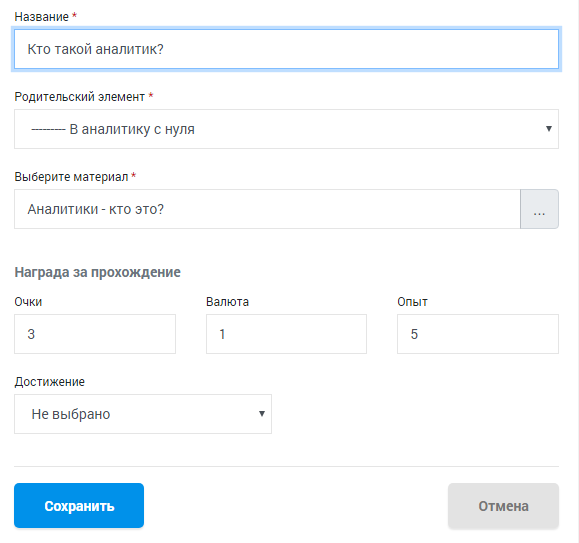 Название *
Кто такой аналитик?
Родительский элемент *
--------- В аналитику с нуля
Выберите материал *
Аналитики - кто это?
...
Награда за прохождение
Очки Валюта Опыт
3 1 5
Достижение
Не выбрано
Сохранить Отмена